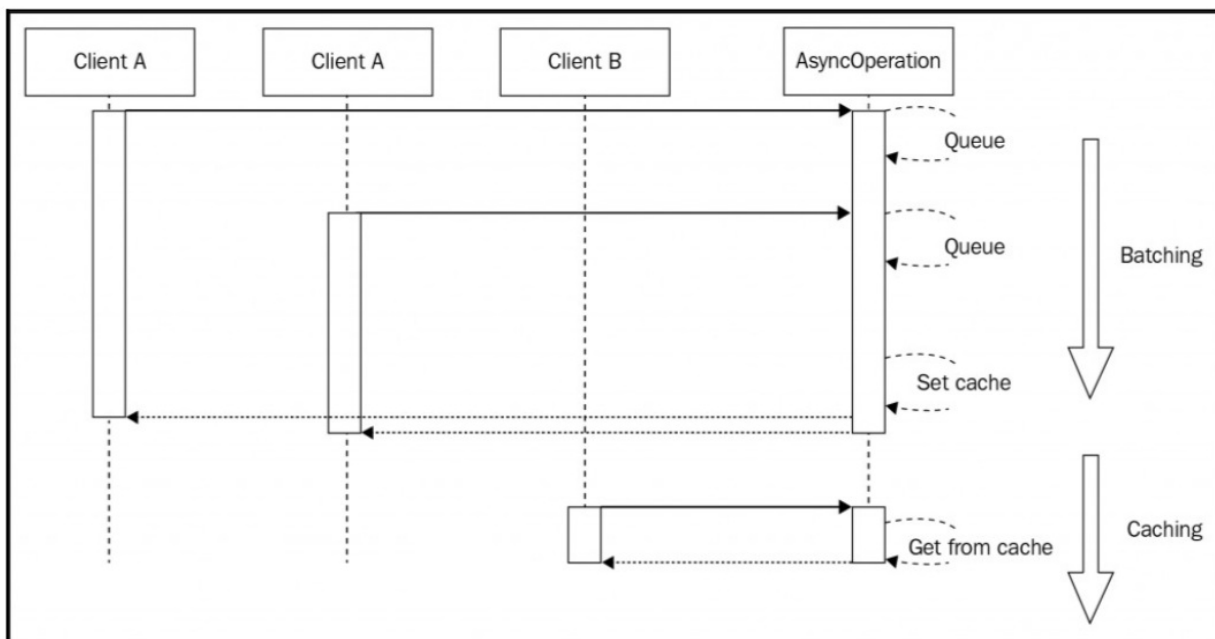 Client A
Client A
Client B
AsyncOperation
Queue
Queue
Batching
Set cache
Get from cache
Caching